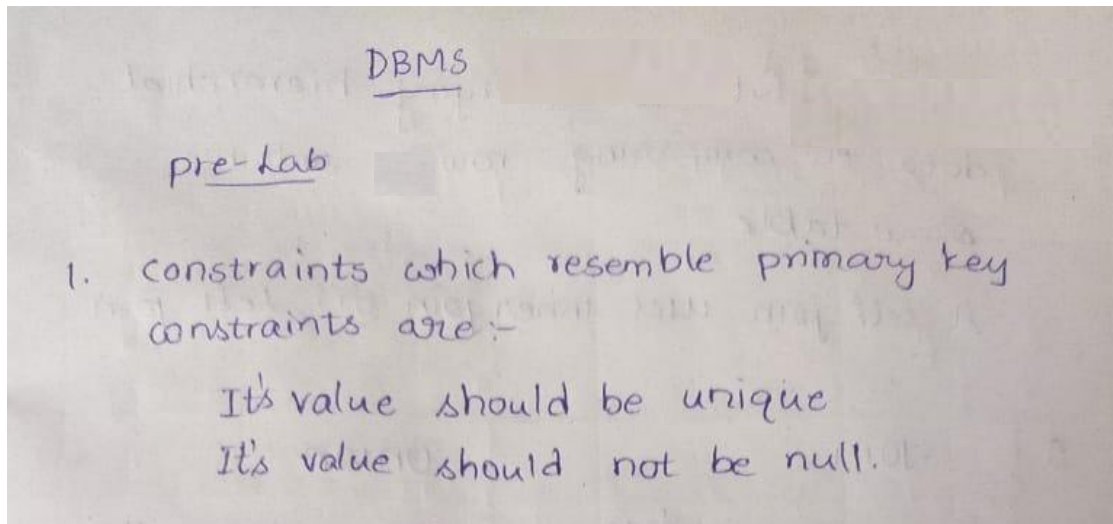 DBMS
pre-Lab
1. constraints which resemble primary key
constraints are:-
It's value should be unique
It's value should not be null.